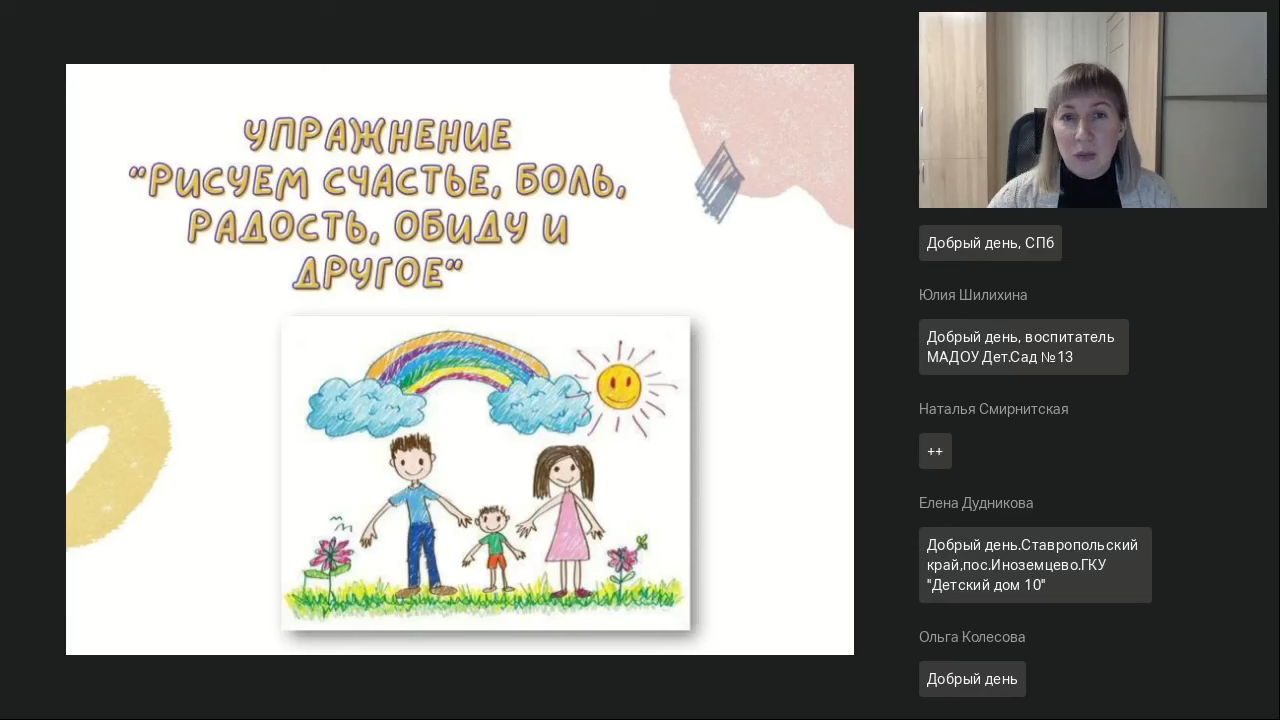 УПРАЖНЕНИЕ
"РИСУЕМ СЧАСТЬЕ, БОЛЬ,
РАДОСТЬ, ОБИДУ И
ДРУГОЕ"
Добрый день, СПб
Юлия Шилихина
Добрый день, воспитатель
МАДОУ Дет.Сад №13
Наталья Смирнитская
++
Елена Дудникова
Добрый день.Ставропольский
край,пос.Иноземцево.ГКУ
"Детский дом 10"
Ольга Колесова
Добрый день